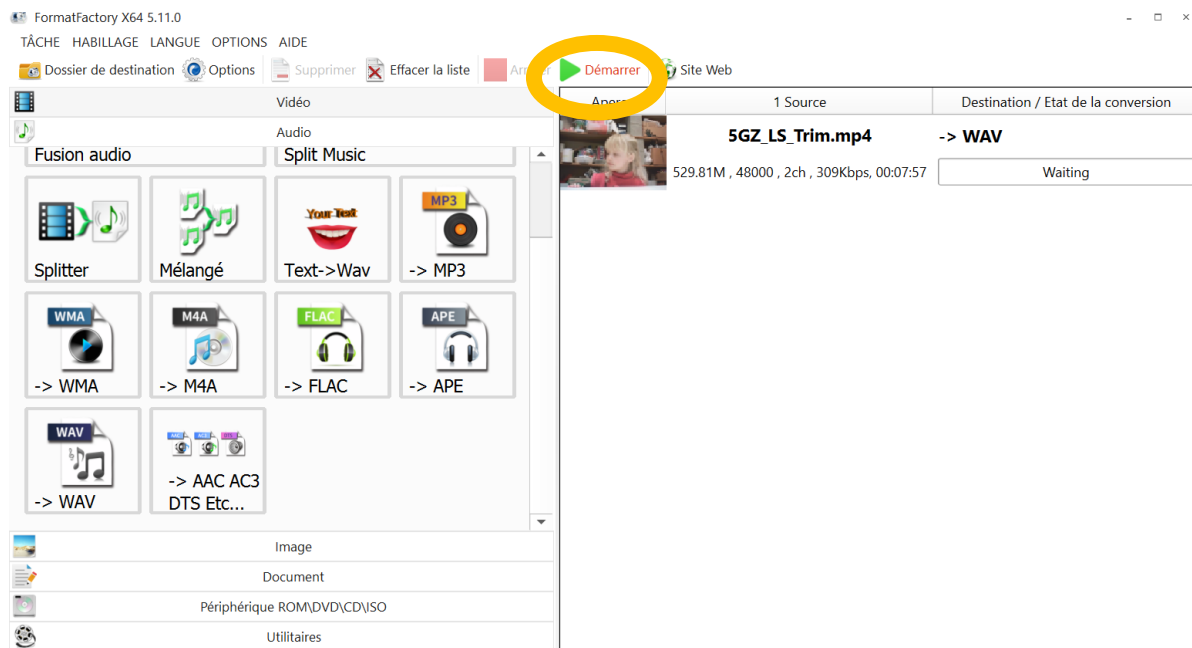 FormatFactory X64 5.11.0
TÂCHE HABILLAGE LANGUE OPTIONS AIDE
Dossier de destination Options Supprimer Effacer la liste Démarrer Site Web
Vidéo
Audio
Fusion audio Split Music
Your Text MP3
Splitter Mélangé Text->Wav -> MP3
WMA M4A FLAC APE
-> WMA -> M4A -> FLAC -> APE
WAV
-> AAC AC3
-> WAV DTS Etc...
Image
Document
Périphérique ROM\DVD\CD\ISO
Utilitaires
1 Source Destination / Etat de la conversion
5GZ_LS_Trim.mp4 -> WAV
529.81M , 48000 , 2ch , 309Kbps, 00:07:57 Waiting